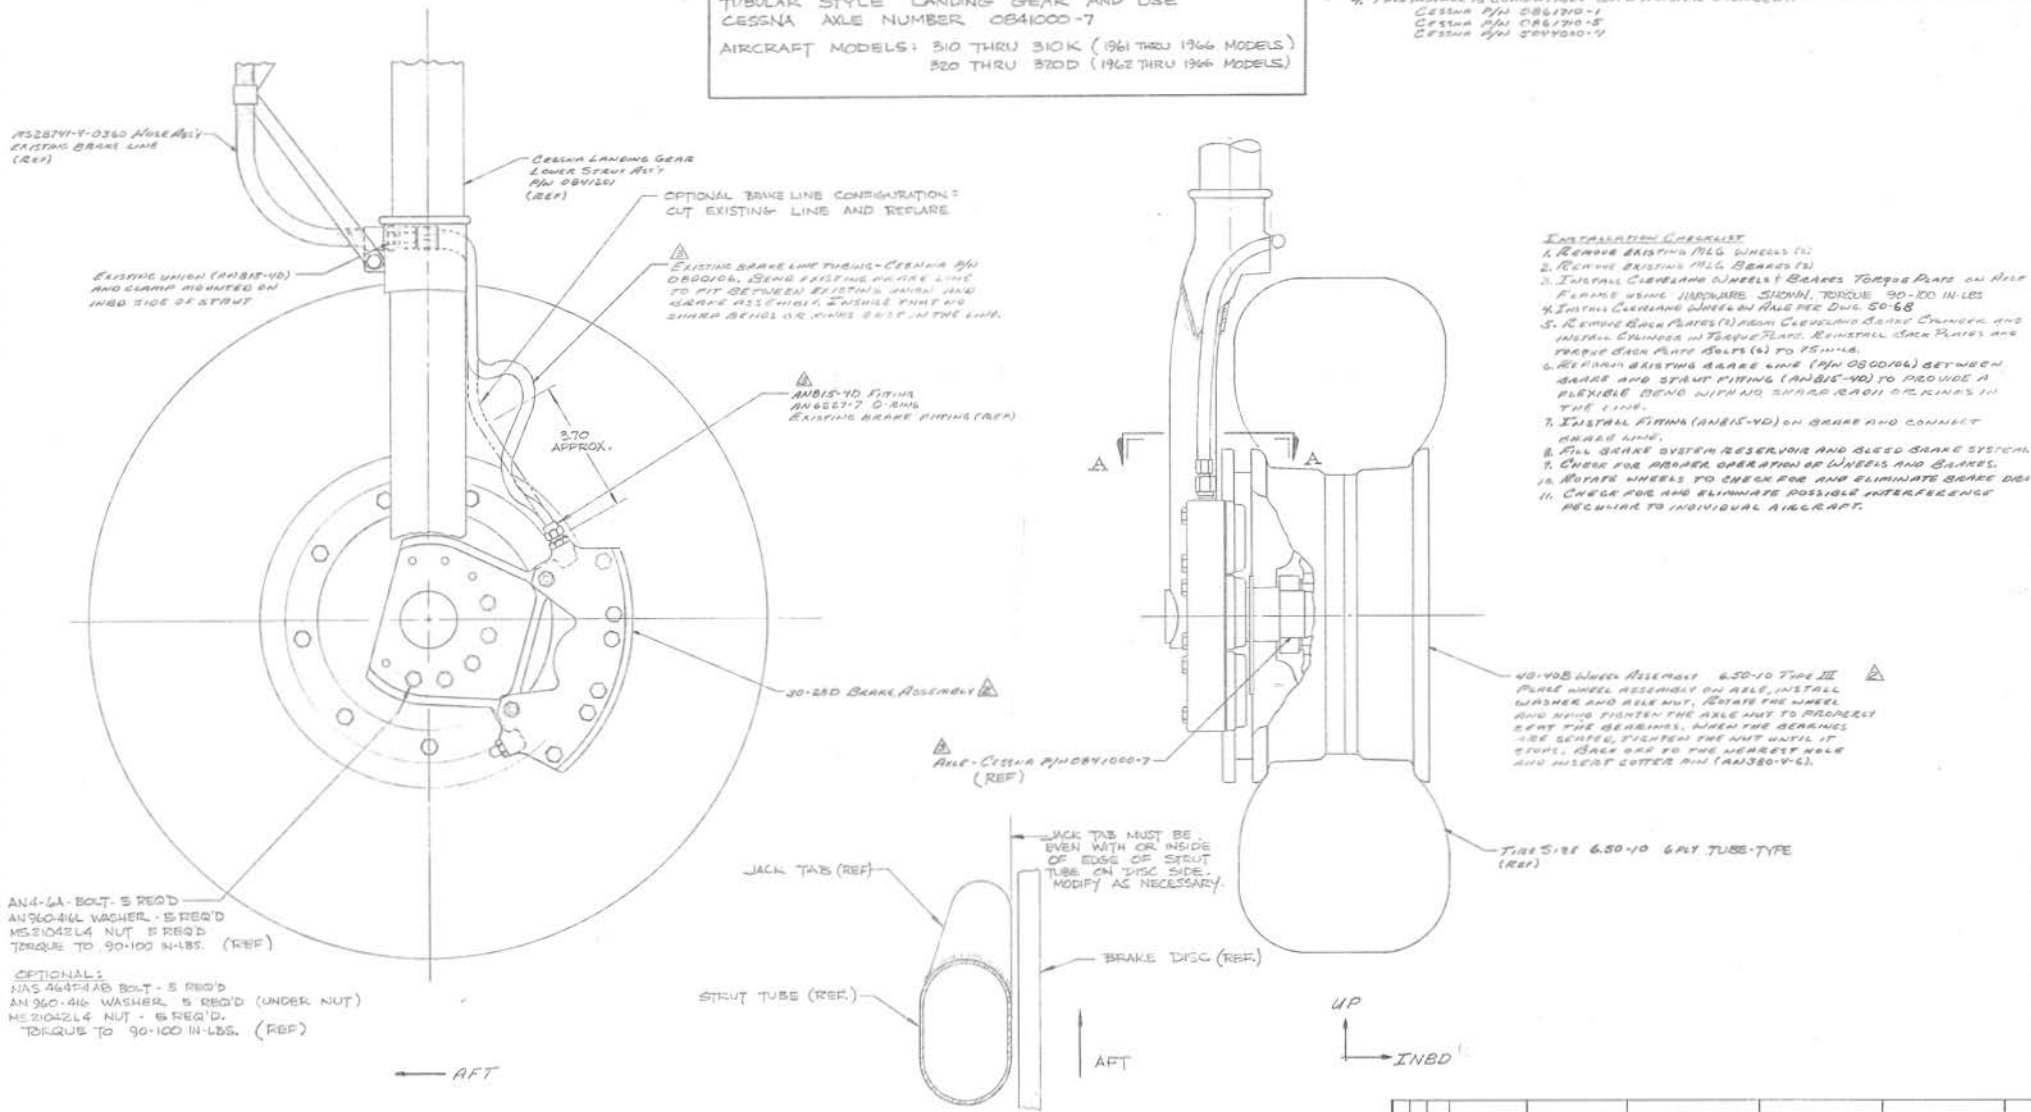 TUBULAR STYLE LANDING GEAR AND USE
CESSNA AXLE NUMBER 0841000-7
AIRCRAFT MODELS: 310 THRU 310K (1961 THRU 1966 MODELS)
320 THRU 320D (1962 THRU 1966 MODELS)
CESSNA P/N
CESSNA P/N
CESSNA P/N
HOSE ASS'Y
EXISTING BRAKE LINE
(REF)
CESSNA LANDING GEAR
LOWER STRUT ASS'Y
P/N 0841201
(REF)
OPTIONAL BRAKE LINE CONFIGURATION:
CUT EXISTING LINE AND REFLARE
EXISTING UNION (AN815-4D)
AND CLAMP MOUNTED ON
INBD SIDE OF STRUT
EXISTING BRAKE LINE TUBING - CESSNA P/N
0800106. BEND EXISTING BRAKE LINE
TO FIT BETWEEN EXISTING UNION AND
BRAKE ASSEMBLY. INSURE THAT NO
SHARP BENDS OR KINKS EXIST IN THE LINE.
AN815-4D FITTING
AN6227-7 O-RING
EXISTING BRAKE FITTING (REF)
3.70
APPROX.
A
A
INSTALLATION CHECKLIST
1. REMOVE EXISTING MLG WHEELS (2)
2. REMOVE EXISTING MLG BRAKES (2)
3. INSTALL CLEVELAND WHEELS & BRAKES TORQUE PLATE ON AXLE
FLANGE USING HARDWARE SHOWN. TORQUE 90-100 IN-LBS
4. INSTALL CLEVELAND WHEEL ON AXLE PER DWG 50-68
5. REMOVE BACK PLATES (2) FROM CLEVELAND BRAKE CYLINDER AND
INSTALL CYLINDER IN TORQUE PLATE. REINSTALL BACK PLATES AND
TORQUE BACK PLATE BOLTS (6) TO 75 IN-LB.
6. REFORM EXISTING BRAKE LINE (P/N 0800106) BETWEEN
BRAKE AND STRUT FITTING (AN815-4D) TO PROVIDE A
FLEXIBLE BEND WITH NO SHARP RADII OR KINKS IN
THE LINE.
7. INSTALL FITTING (AN815-4D) ON BRAKE AND CONNECT
BRAKE LINE.
8. FILL BRAKE SYSTEM RESERVOIR AND BLEED BRAKE SYSTEM.
9. CHECK FOR PROPER OPERATION OF WHEELS AND BRAKES.
10. ROTATE WHEELS TO CHECK FOR AND ELIMINATE BRAKE DRA
11. CHECK FOR AND ELIMINATE POSSIBLE INTERFERENCE
PECULIAR TO INDIVIDUAL AIRCRAFT.
BRAKE ASSEMBLY 2
AXLE - CESSNA P/N 0841000-7
(REF)
40-40B WHEEL ASSEMBLY 6.50-10 TYPE III 2
PLACE WHEEL ASSEMBLY ON AXLE, INSTALL
WASHER AND AXLE NUT. ROTATE THE WHEEL
AND TIGHTEN THE AXLE NUT TO PROPERLY
SEAT THE BEARINGS. WHEN THE BEARINGS
ARE SEATED, TIGHTEN THE NUT UNTIL IT
STOPS. BACK OFF TO THE NEAREST HOLE
AND INSERT COTTER PIN (AN380-4-6).
TIRE SIZE 6.50-10 6 PLY TUBE-TYPE
(REF)
JACK TAB MUST BE
EVEN WITH OR INSIDE
OF EDGE OF STRUT
TUBE ON DISC SIDE.
MODIFY AS NECESSARY.
JACK TAB (REF)
STRUT TUBE (REF.)
BRAKE DISC (REF.)
AFT
AN4-6A-BOLT- 5 REQ'D
AN960-416L WASHER - 5 REQ'D
MS21042L4 NUT 5 REQ'D
TORQUE TO 90-100 IN-LBS. (REF)
OPTIONAL:
BOLT - 5 REQ'D
AN960-416 WASHER 5 REQ'D (UNDER NUT)
MS21042L4 NUT - 5 REQ'D.
TORQUE TO 90-100 IN-LBS. (REF)
AFT
UP
INBD